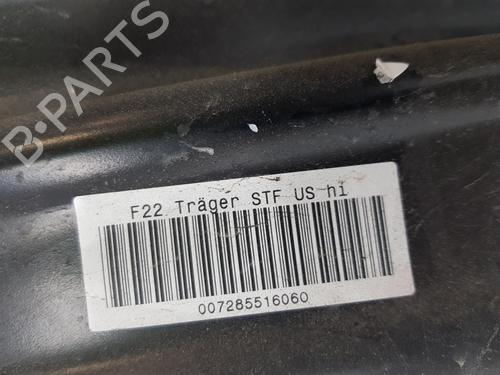 B-PARTS
F22 Träger STF US hi
007285516060